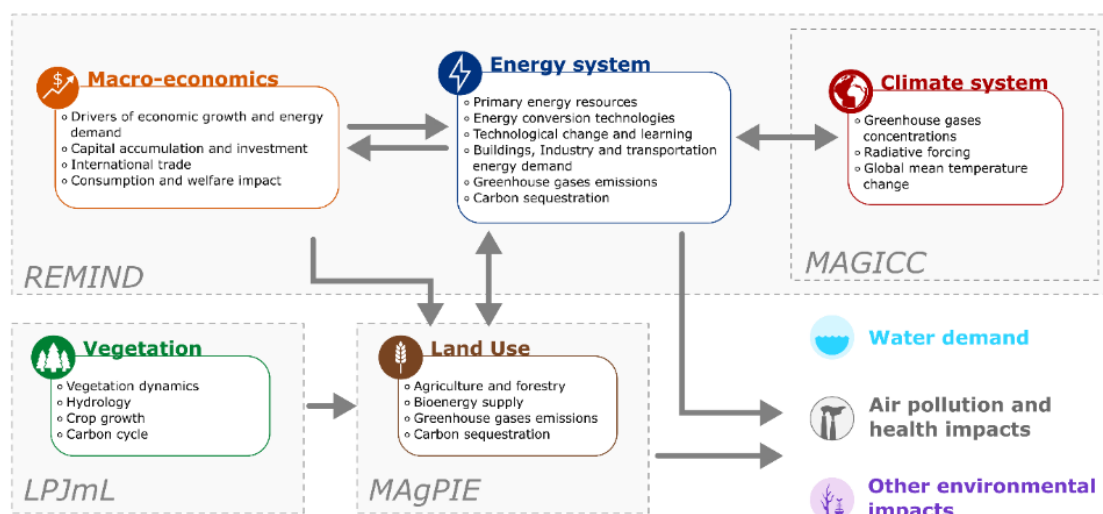 Macro-economics
◦ Drivers of economic growth and energy
demand
◦ Capital accumulation and investment
◦ International trade
◦ Consumption and welfare impact
Energy system
◦ Primary energy resources
◦ Energy conversion technologies
◦ Technological change and learning
◦ Buildings, Industry and transportation
energy demand
◦ Greenhouse gases emissions
◦ Carbon sequestration
Climate system
◦ Greenhouse gases
concentrations
◦ Radiative forcing
◦ Global mean temperature
change
REMIND
MAGICC
Vegetation
◦ Vegetation dynamics
◦ Hydrology
◦ Crop growth
◦ Carbon cycle
LPJmL
Land Use
◦ Agriculture and forestry
◦ Bioenergy supply
◦ Greenhouse gases emissions
◦ Carbon sequestration
MAgPIE
Water demand
Air pollution and
health impacts
Other environmental
impacts